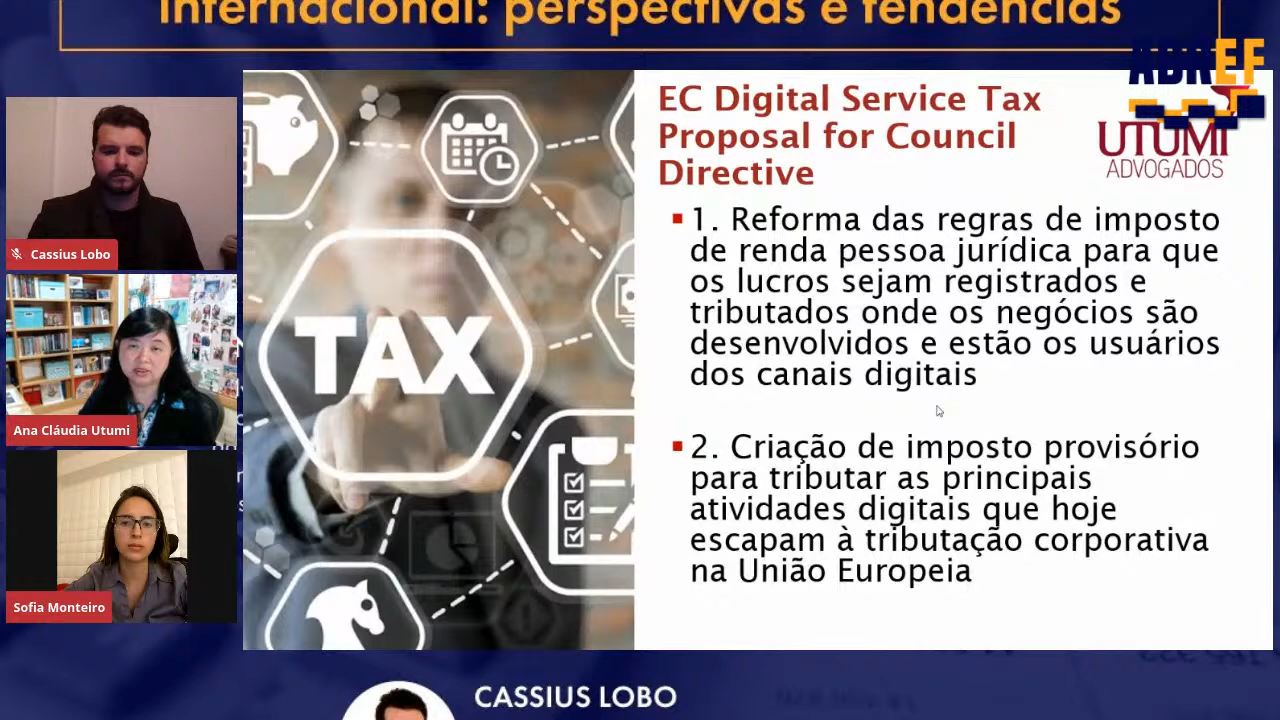 internacional: perspectivas e tendências
ABREF
Cassius Lobo
Ana Cláudia Utumi
Sofia Monteiro
TAX
EC Digital Service Tax
Proposal for Council
Directive
UTUMI
ADVOGADOS
1. Reforma das regras de imposto
de renda pessoa jurídica para que
os lucros sejam registrados e
tributados onde os negócios são
desenvolvidos e estão os usuários
dos canais digitais
2. Criação de imposto provisório
para tributar as principais
atividades digitais que hoje
escapam à tributação corporativa
na União Europeia
CASSIUS LOBO